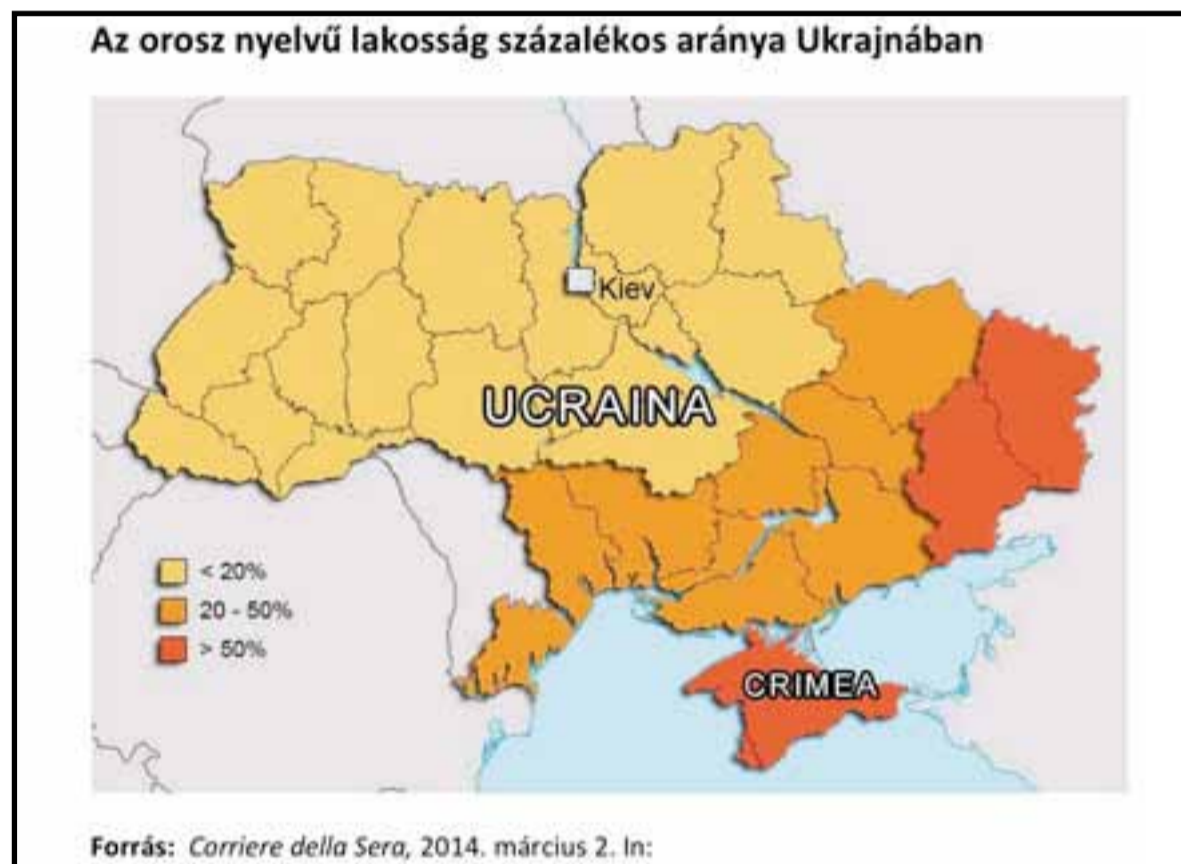 Az orosz nyelvű lakosság százalékos aránya Ukrajnában
Kiev
UCRAINA
< 20%
20 - 50%
> 50%
CRIMEA
Forrás: Corriere della Sera, 2014. március 2. In: